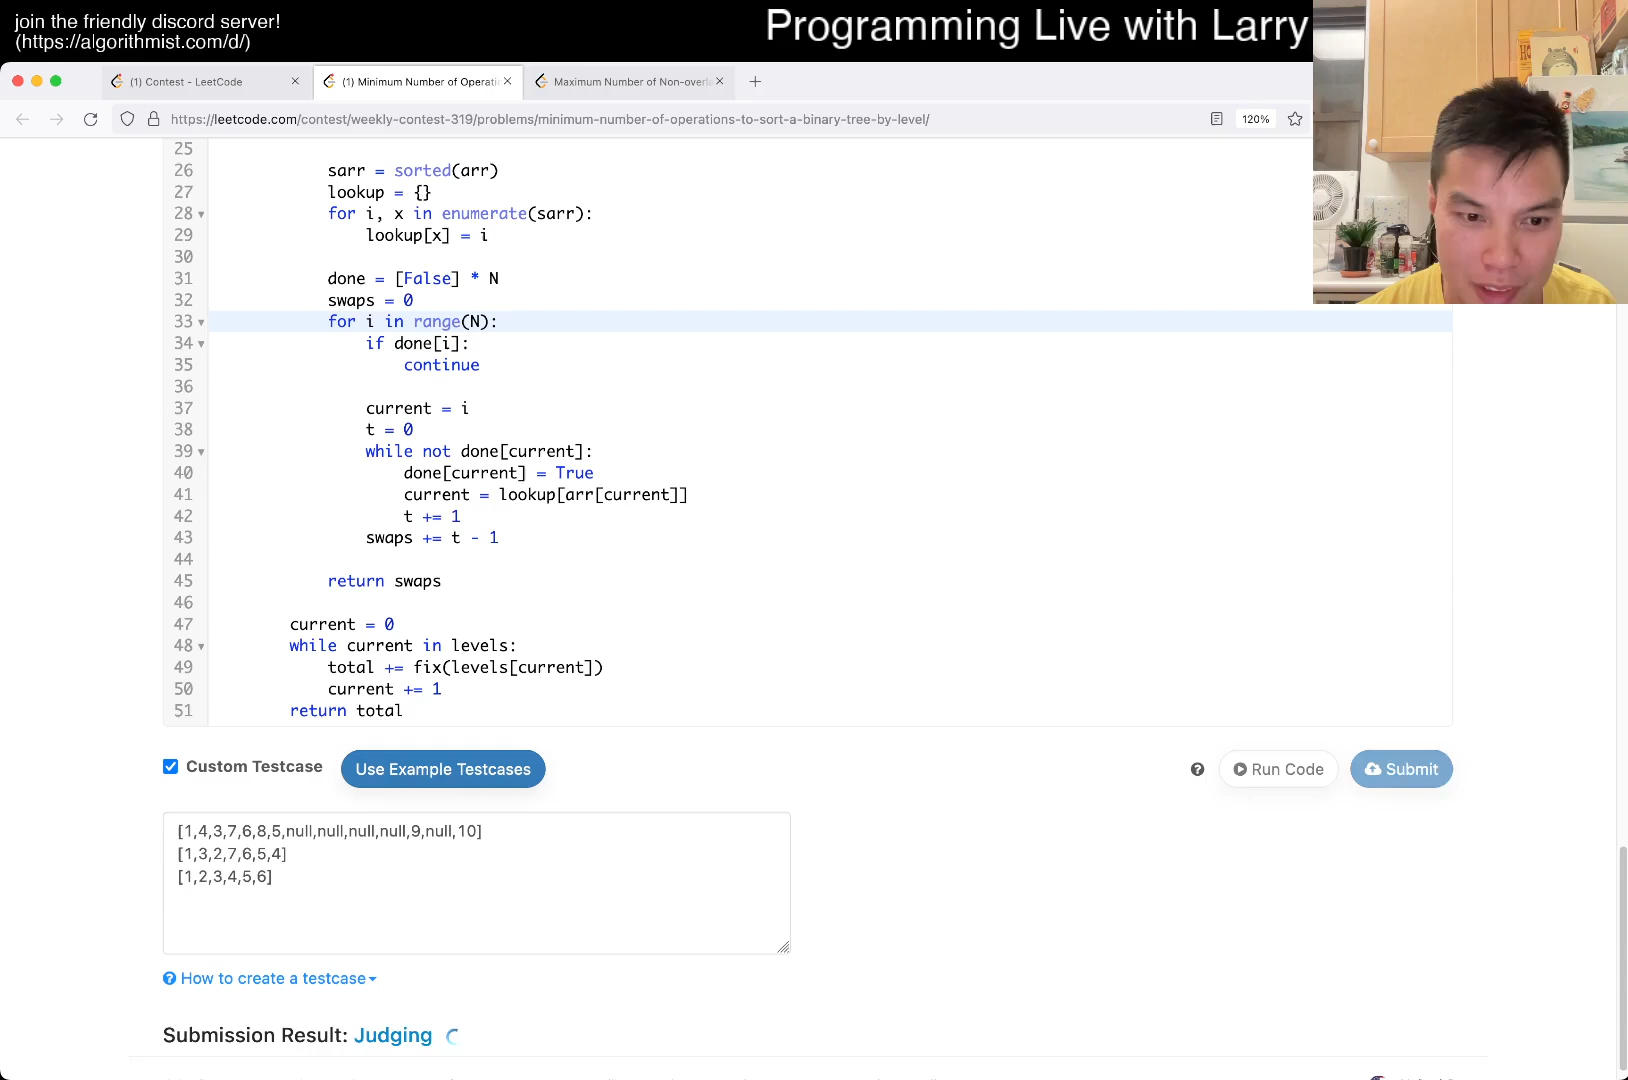 join the friendly discord server!
(https://algorithmist.com/d/)
Programming Live with Larry
(1) Contest - LeetCode
(1) Minimum Number of Operati
Maximum Number of Non-overla
https://leetcode.com/contest/weekly-contest-319/problems/minimum-number-of-operations-to-sort-a-binary-tree-by-level/
120%
25
26 sarr = sorted(arr)
27 lookup = {}
28 for i, x in enumerate(sarr):
29 lookup[x] = i
30
31 done = [False] * N
32 swaps = 0
33 for i in range(N):
34 if done[i]:
35 continue
36
37 current = i
38 t = 0
39 while not done[current]:
40 done[current] = True
41 current = lookup[arr[current]]
42 t += 1
43 swaps += t - 1
44
45 return swaps
46
47 current = 0
48 while current in levels:
49 total += fix(levels[current])
50 current += 1
51 return total
Custom Testcase
Use Example Testcases
Run Code
Submit
[1,4,3,7,6,8,5,null,null,null,null,9,null,10]
[1,3,2,7,6,5,4]
[1,2,3,4,5,6]
How to create a testcase
Submission Result: Judging